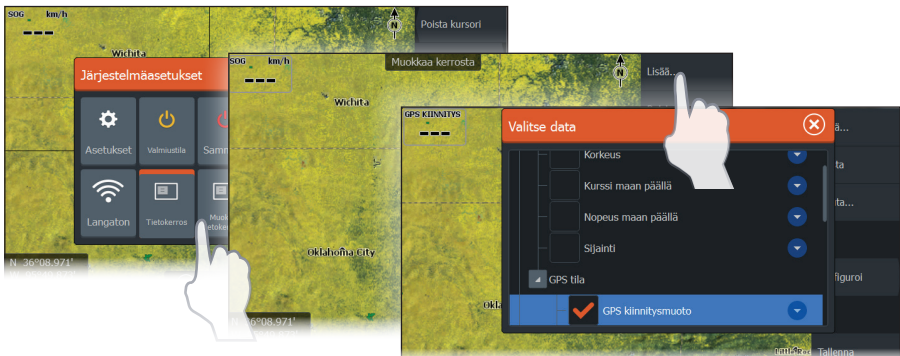 SOG km/h
---
N
Poista kursori
Wichita
Järjestelmäasetukset
Asetukset
Valmiustila
Langaton
Tietokerros
N 36°08.971'
SOG km/h
---
Muokkaa kerrosta
N
Lisää...
Wichita
Oklahoma City
36°08.971'
GPS KIINNITYS
---
Valitse data
Korkeus
Kurssi maan päällä
Nopeus maan päällä
Sijainti
GPS tila
GPS kiinnitysmuoto
Tallenna